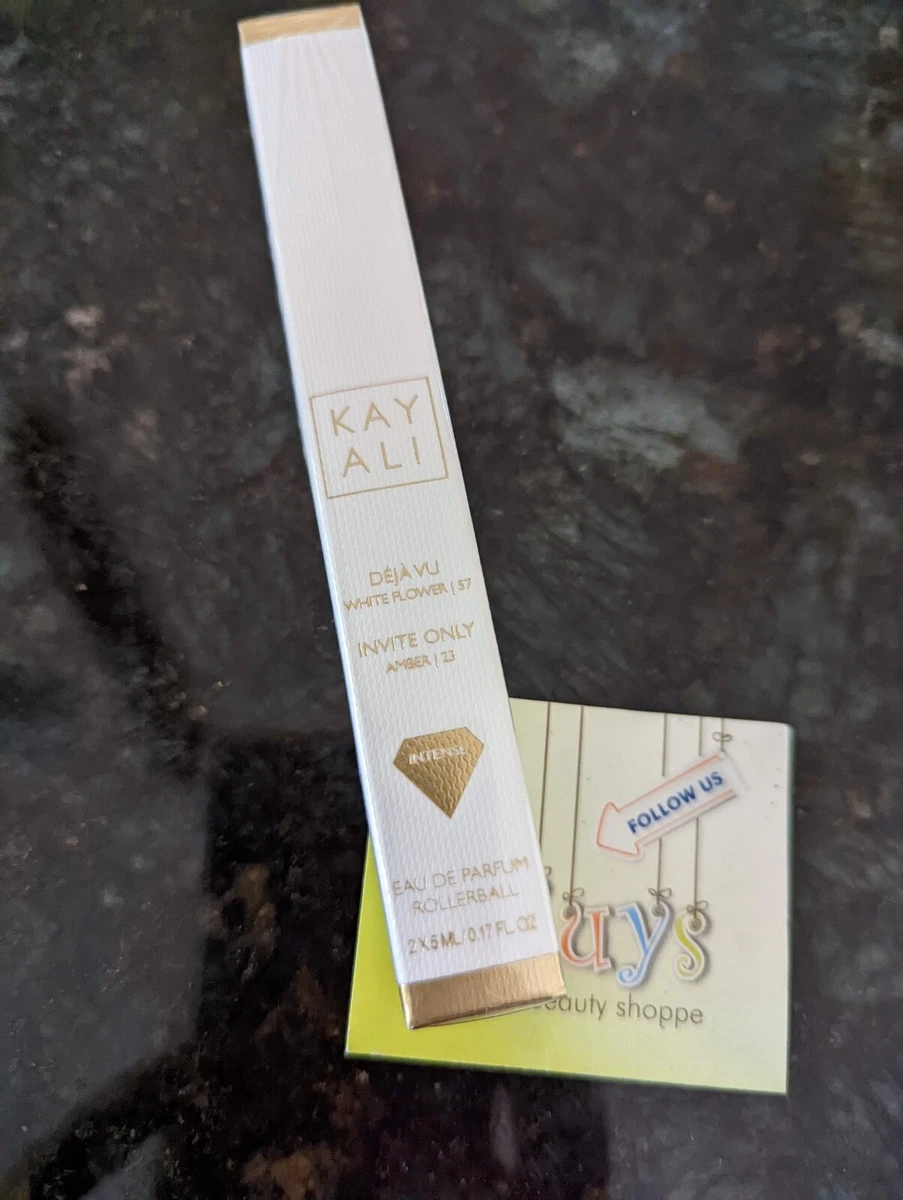 KAY
ALI
DÉJÀ VU
WHITE FLOWER | 57
INVITE ONLY
AMBER | 23
INTENSE
EAU DE PARFUM
ROLLERBALL
2 X 5 ML / 0.17 FL. OZ
FOLLOW US
uys
beauty shoppe